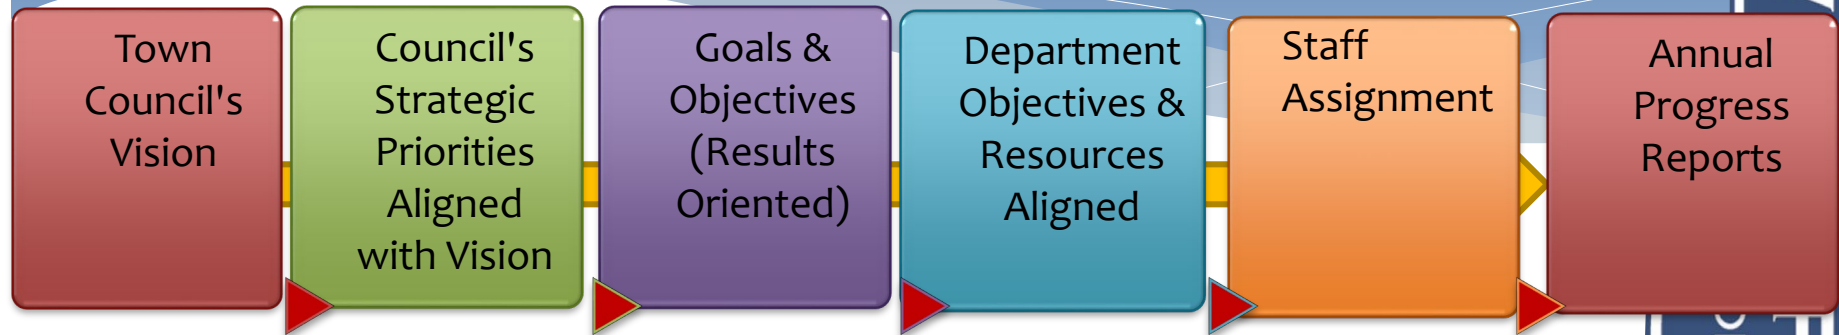 Town
Council's
Vision
Council's
Strategic
Priorities
Aligned
with Vision
Goals &
Objectives
(Results
Oriented)
Department
Objectives &
Resources
Aligned
Staff
Assignment
Annual
Progress
Reports